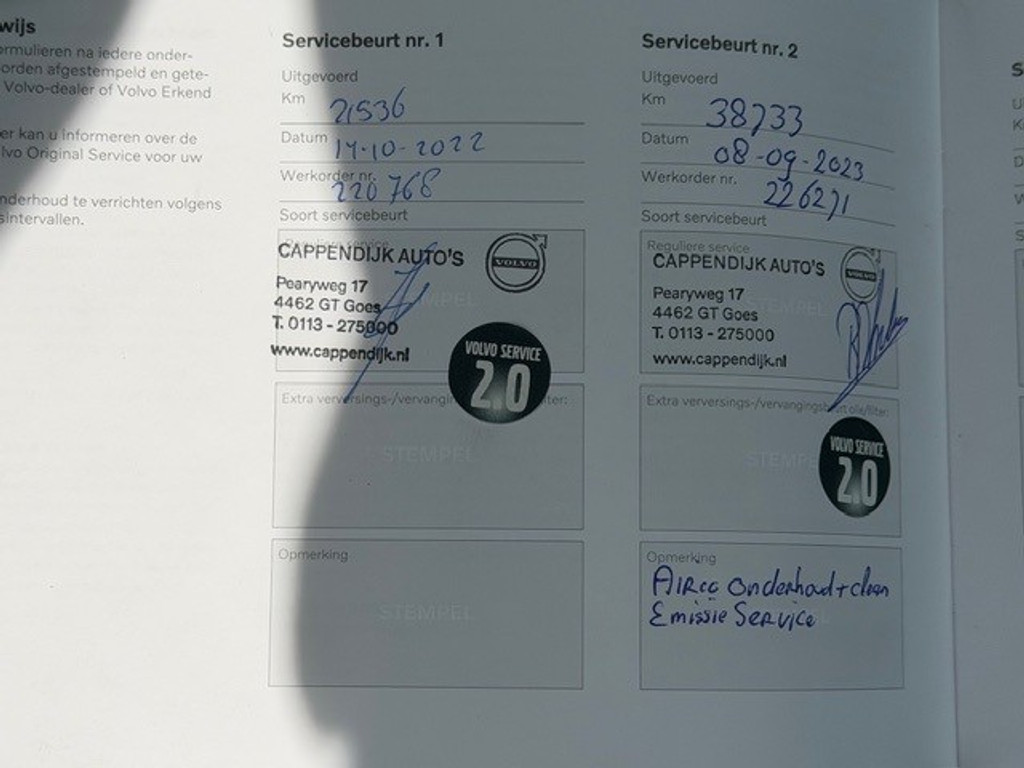 wijs
ormulieren na iedere onder-
orden afgestempeld en gete-
Volvo-dealer of Volvo Erkend
er kan u informeren over de
lvo Original Service voor uw
nderhoud te verrichten volgens
sintervallen.
Servicebeurt nr. 1
Uitgevoerd
Km 21536
Datum 14-10-2022
Werkorder nr. 220768
Soort servicebeurt
CAPPENDIJK AUTO'S
VOLVO
Pearyweg 17
4462 GT Goes
T. 0113 - 275000
www.cappendijk.nl
VOLVO SERVICE
2.0
Extra verversings-/vervanging
STEMPEL
Opmerking
STEMPEL
Servicebeurt nr. 2
Uitgevoerd
Km 38733
Datum 08-09-2023
Werkorder nr. 226271
Soort servicebeurt
Reguliere service
CAPPENDIJK AUTO'S
VOLVO
Pearyweg 17
4462 GT Goes
T. 0113 - 275000
www.cappendijk.nl
Extra verversings-/vervangingsbeurt olie/filter:
STEMPE
VOLVO SERVICE
2.0
Opmerking
Airco onderhoud + clean
Emissie Service